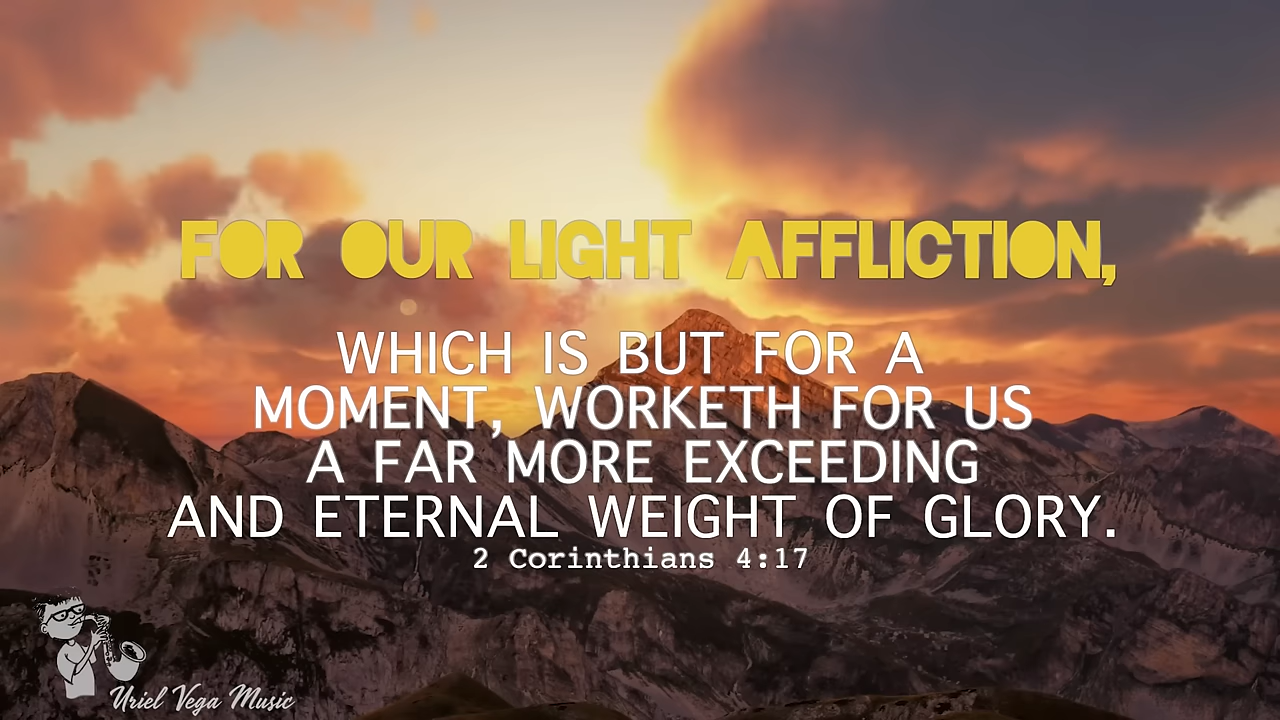 FOR OUR LIGHT AFFLICTION,
WHICH IS BUT FOR A
MOMENT, WORKETH FOR US
A FAR MORE EXCEEDING
AND ETERNAL WEIGHT OF GLORY.
2 Corinthians 4:17
Uriel Vega Music